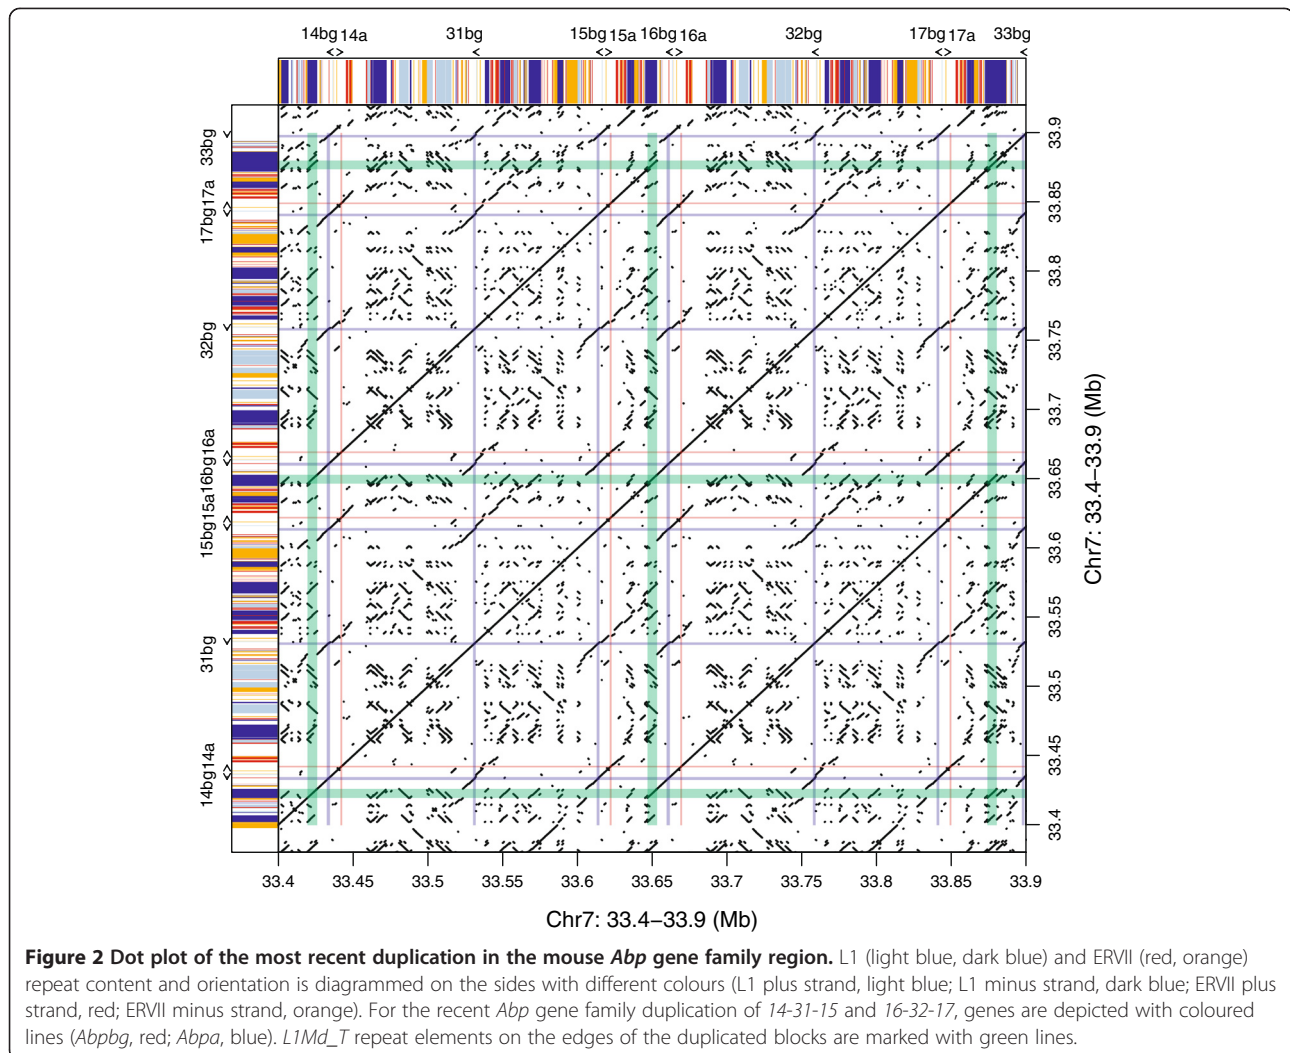 14bg 14a 31bg 15bg 15a 16bg 16a 32bg 17bg 17a 33bg
< > < < > < > < < > <
33bg
17bg17a
32bg
15bg15a16bg16a
31bg
14bg14a
33.9
33.85
33.8
33.75
33.7
33.65
33.6
33.55
33.5
33.45
33.4
Chr7: 33.4–33.9 (Mb)
33.4 33.45 33.5 33.55 33.6 33.65 33.7 33.75 33.8 33.85 33.9
Chr7: 33.4–33.9 (Mb)
Figure 2 Dot plot of the most recent duplication in the mouse Abp gene family region. L1 (light blue, dark blue) and ERVII (red, orange)
repeat content and orientation is diagrammed on the sides with different colours (L1 plus strand, light blue; L1 minus strand, dark blue; ERVII plus
strand, red; ERVII minus strand, orange). For the recent Abp gene family duplication of 14-31-15 and 16-32-17, genes are depicted with coloured
lines (Abpbg, red; Abpa, blue). L1Md_T repeat elements on the edges of the duplicated blocks are marked with green lines.